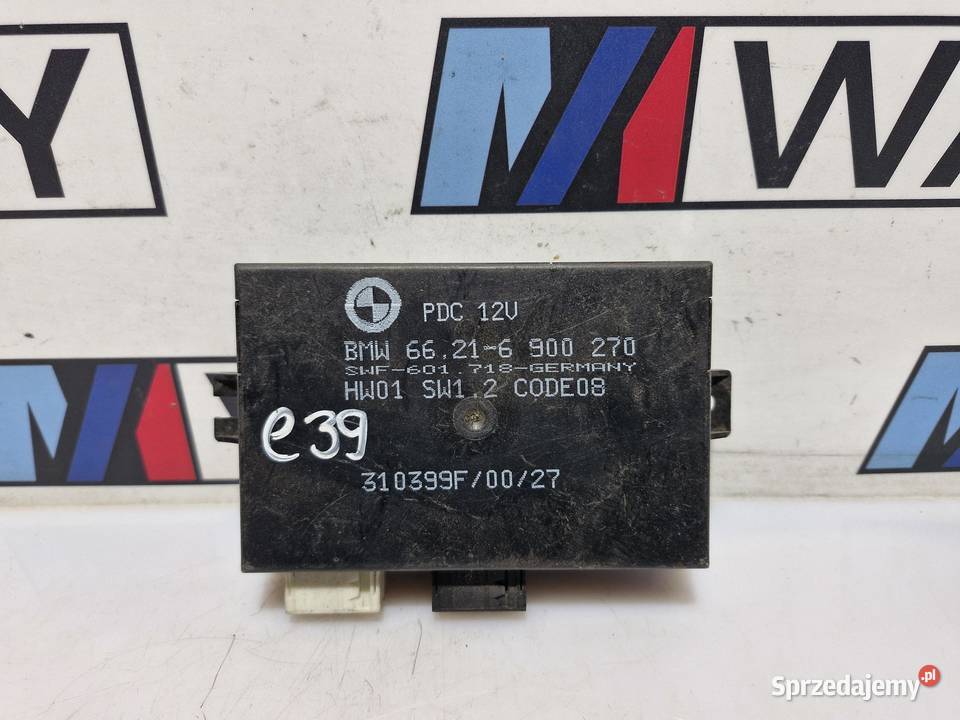 Y
M WA
PDC 12V
BMW 66.21-6 900 270
SWF-601.718-GERMANY
HW01 SW1.2 CODE08
e39
310399F/00/27
Sprzedajemy.pl